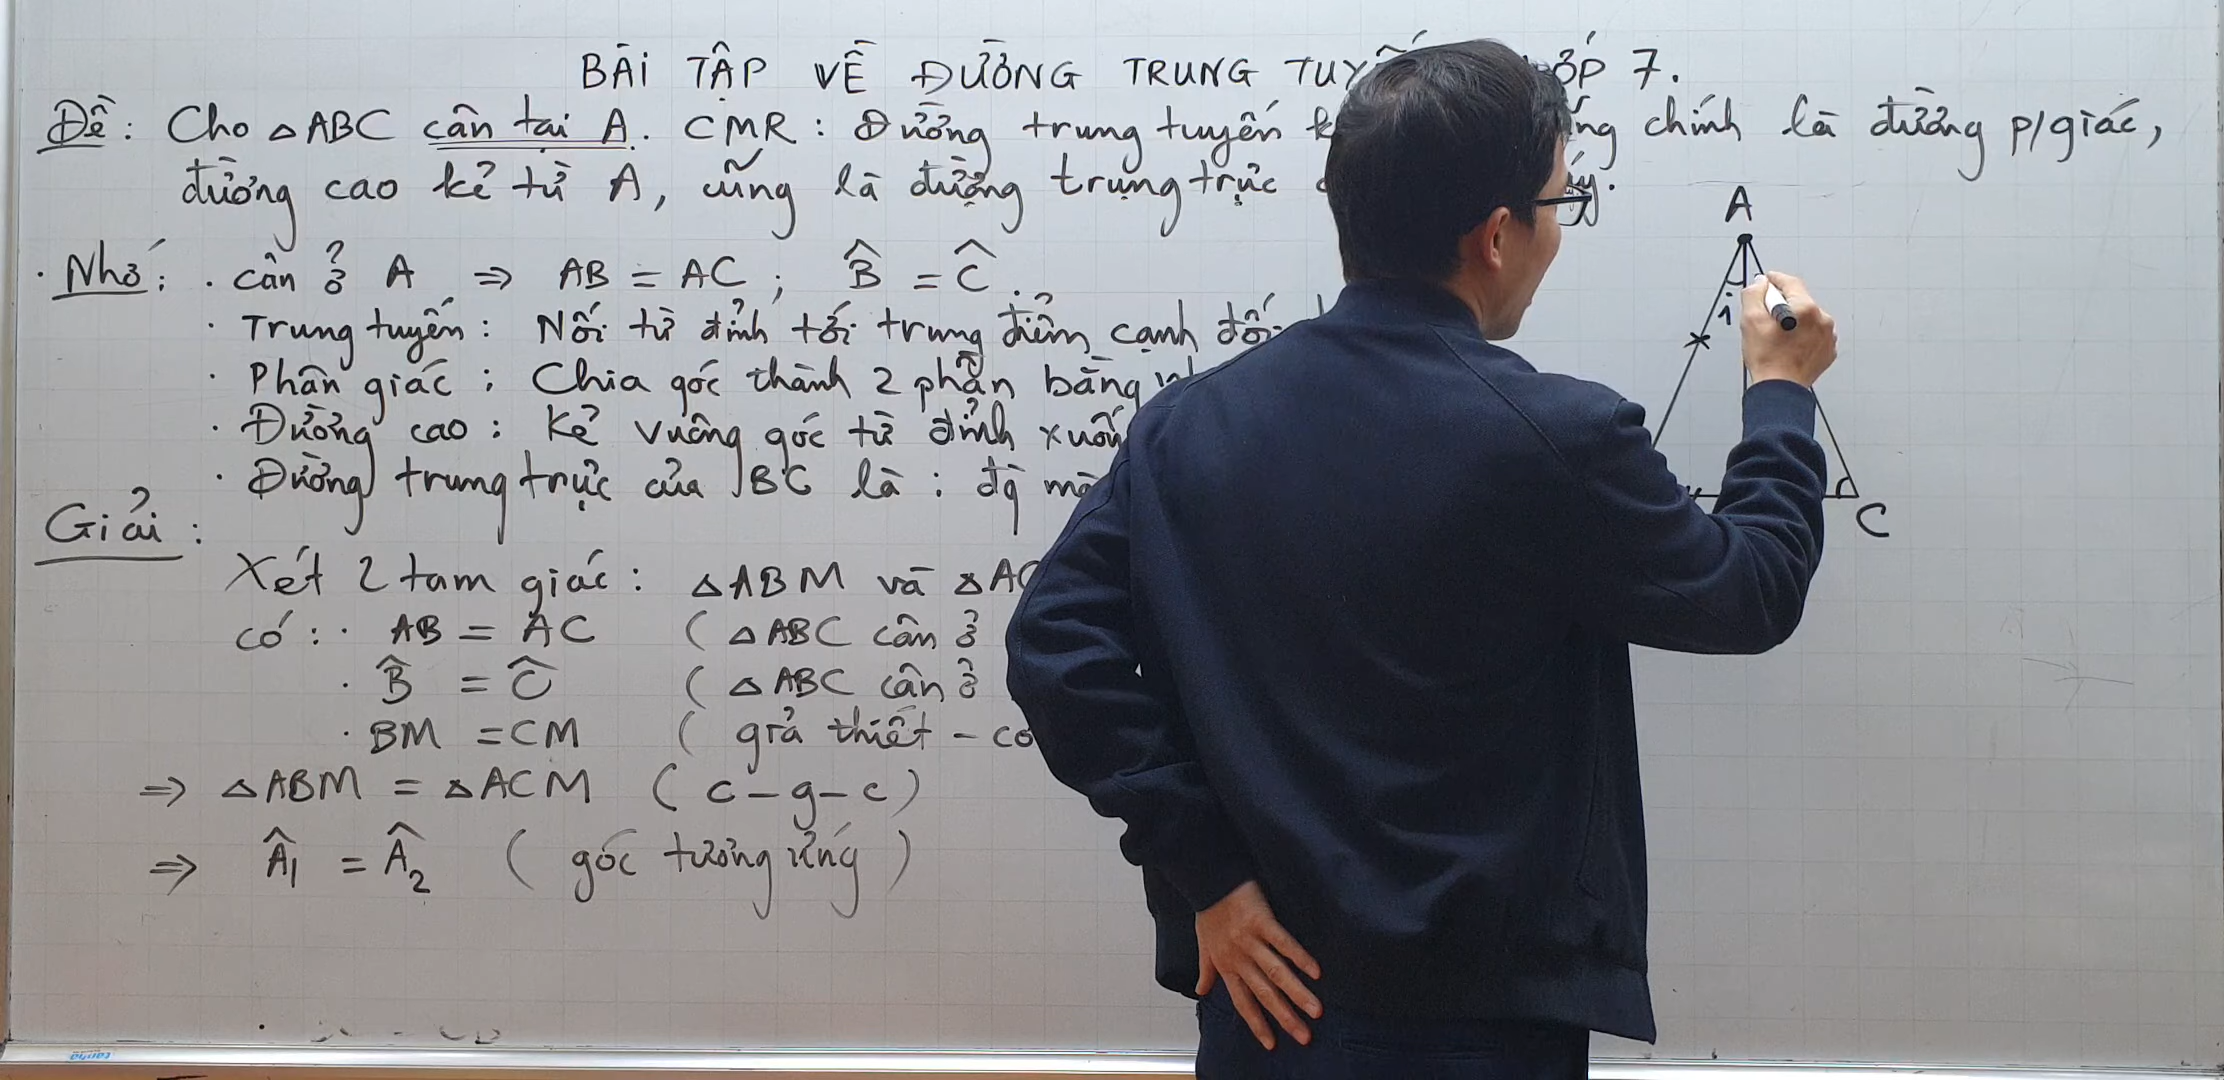 BÀI TẬP VỀ ĐƯỜNG TRUNG LỚP 7.
Đề: Cho △ABC cân tại A. CMR: Đường trung tuyến chính là đường p/giác,
đường cao kẻ từ A, cũng là đường trung trực
A
· Nhớ: · cân ở A ⇒ AB = AC ; B̂ = Ĉ.
· Trung tuyến: Nối từ đỉnh tới trung điểm cạnh đối
1
· Phân giác: Chia góc thành 2 phần bằng
· Đường cao: Kẻ vuông góc từ đỉnh
· Đường trung trực của BC là: đg mà
C
Giải:
Xét 2 tam giác: △ABM và
có: · AB = AC ( △ABC cân ở
· B̂ = Ĉ ( △ABC cân ở
· BM = CM ( giả thiết -
⇒ △ABM = △ACM ( c-g-c )
⇒ Â1 = Â2 ( góc tương ứng )